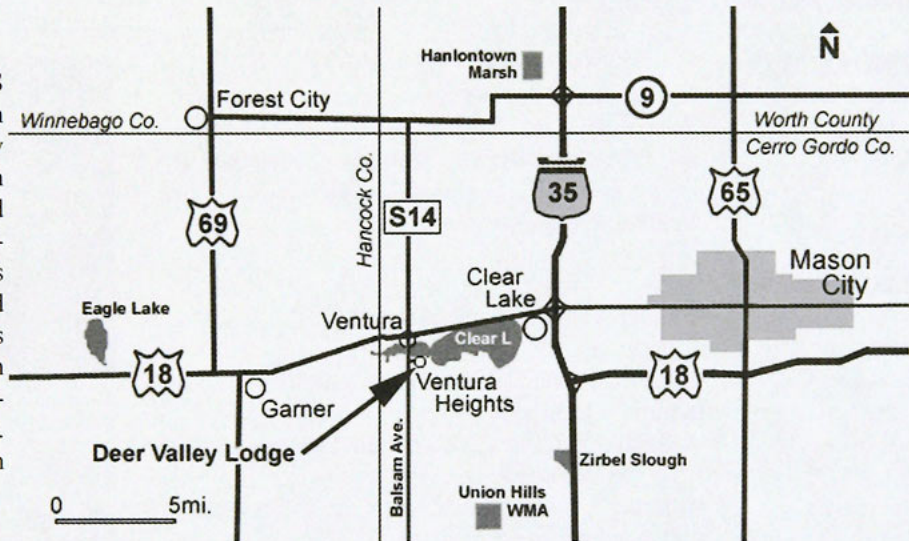 N
Hanlontown
Marsh
Forest City
9
Winnebago Co.
Worth County
Cerro Gordo Co.
35
65
69
S14
Hancock Co.
Mason
City
Clear
Lake
Eagle Lake
Ventura
Clear L
18
Ventura
Heights
18
Garner
Deer Valley Lodge
Balsam Ave.
Zirbel Slough
Union Hills
WMA
0 5mi.